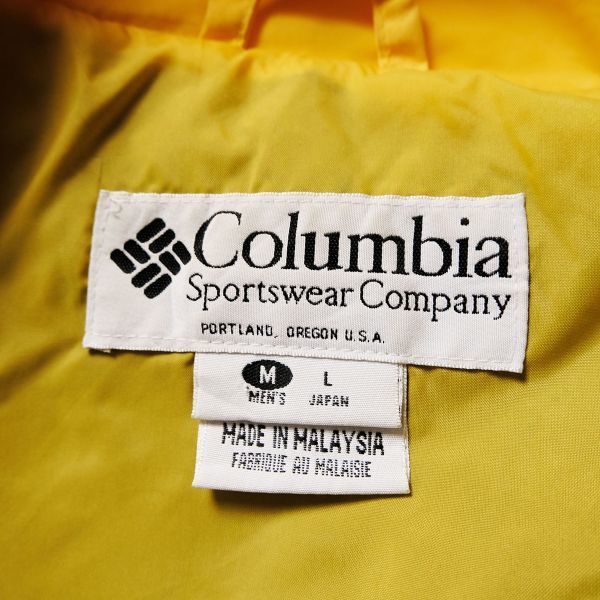 Columbia
Sportswear Company
PORTLAND, OREGON U.S.A.
M L
MEN'S JAPAN
MADE IN MALAYSIA
FABRIQUE AU MALAISIE